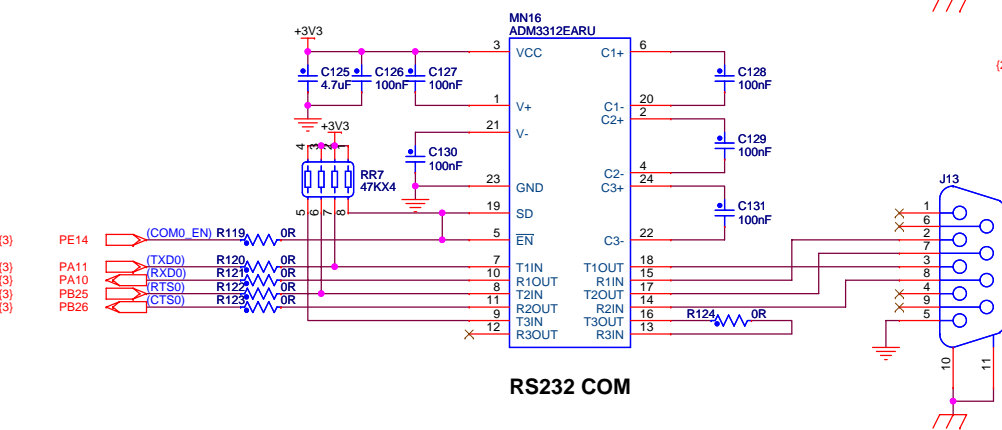 MN16
ADM3312EARU
+3V3
3 VCC C1+ 6
C125 4.7uF
C126 100nF
C127 100nF
C128 100nF
1 V+ C1- 20
C2+ 2
21 V-
+3V3
4 3 2 1
RR7
47KX4
C130 100nF
C129 100nF
C2- 4
23 GND C3+ 24
J13
5 6 7 8
19 SD
C131 100nF
{3} PE14 (COM0_EN) R119 0R 5 EN C3- 22
{3} PA11 (TXD0) R120 0R 7 T1IN T1OUT 18
{3} PA10 (RXD0) R121 0R 10 R1OUT R1IN 15
{3} PB25 (RTS0) R122 0R 8 T2IN T2OUT 17
{3} PB26 (CTS0) R123 0R 11 R2OUT R2IN 14
9 T3IN T3OUT 16 R124 0R
12 R3OUT R3IN 13
1
6
2
7
3
8
4
9
5
10 11
RS232 COM